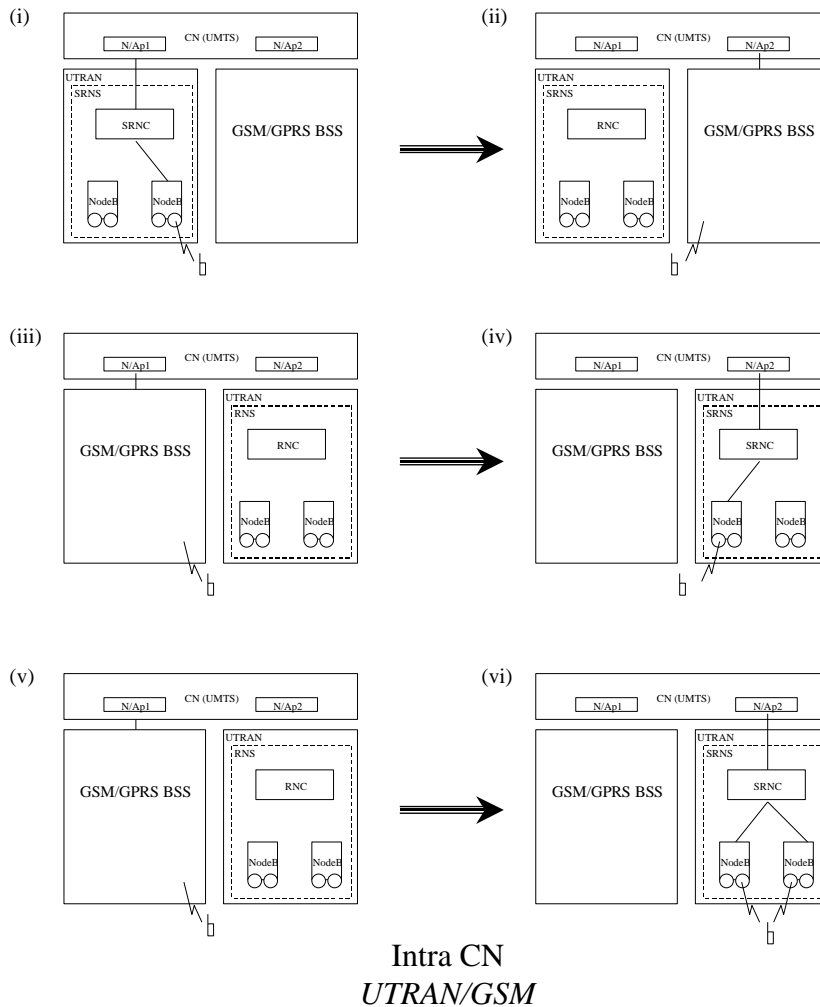 (i)
CN (UMTS)
N/Ap1
N/Ap2
UTRAN
SRNS
SRNC
GSM/GPRS BSS
NodeB
NodeB
(ii)
CN (UMTS)
N/Ap1
N/Ap2
UTRAN
SRNS
RNC
GSM/GPRS BSS
NodeB
NodeB
(iii)
CN (UMTS)
N/Ap1
N/Ap2
UTRAN
RNS
RNC
GSM/GPRS BSS
NodeB
NodeB
(iv)
CN (UMTS)
N/Ap1
N/Ap2
UTRAN
SRNS
SRNC
GSM/GPRS BSS
NodeB
NodeB
(v)
CN (UMTS)
N/Ap1
N/Ap2
UTRAN
RNS
RNC
GSM/GPRS BSS
NodeB
NodeB
(vi)
CN (UMTS)
N/Ap1
N/Ap2
UTRAN
SRNS
SRNC
GSM/GPRS BSS
NodeB
NodeB
Intra CN
UTRAN/GSM